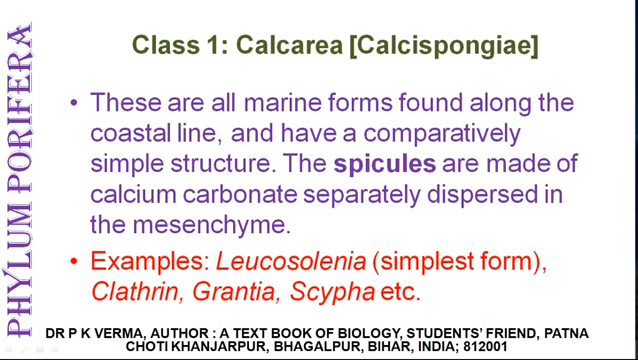 PHYLUM PORIFERA
Class 1: Calcarea [Calcispongiae]
• These are all marine forms found along the
coastal line, and have a comparatively
simple structure. The spicules are made of
calcium carbonate separately dispersed in
the mesenchyme.
• Examples: Leucosolenia (simplest form),
Clathrin, Grantia, Scypha etc.
DR P K VERMA, AUTHOR : A TEXT BOOK OF BIOLOGY, STUDENTS' FRIEND, PATNA
CHOTI KHANJARPUR, BHAGALPUR, BIHAR, INDIA; 812001